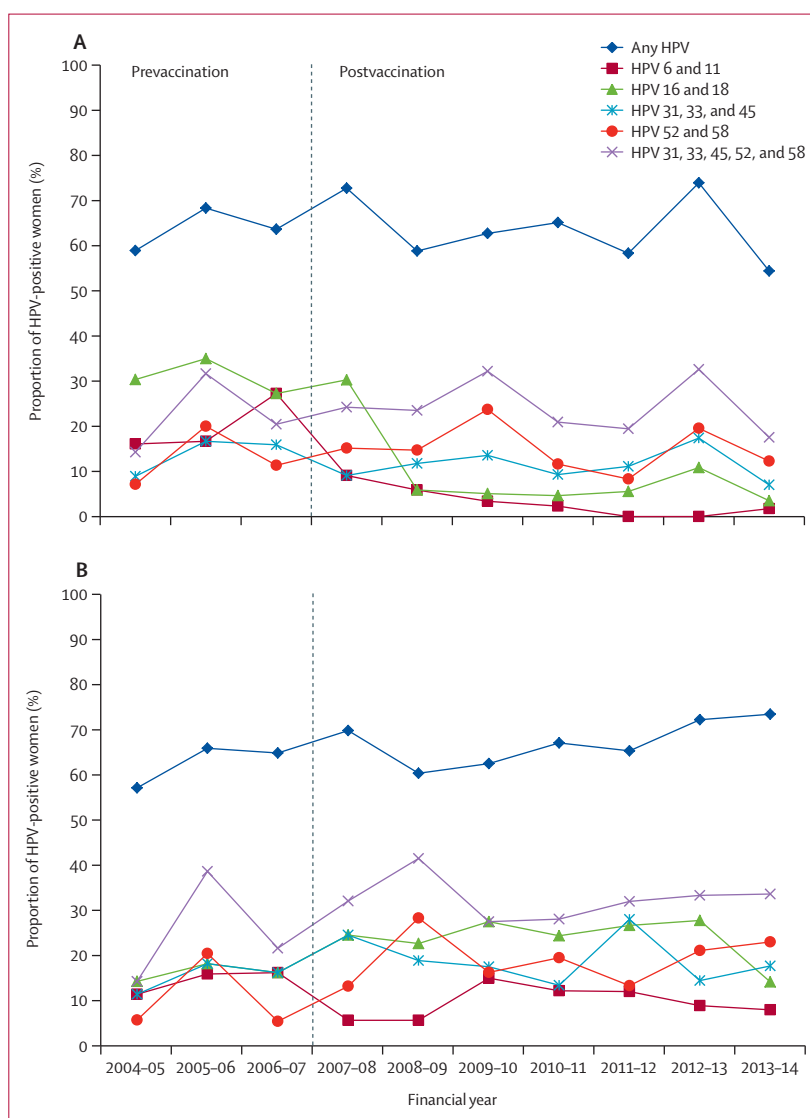 A
Prevaccination
Postvaccination
Any HPV
HPV 6 and 11
HPV 16 and 18
HPV 31, 33, and 45
HPV 52 and 58
HPV 31, 33, 45, 52, and 58
Proportion of HPV-positive women (%)
100
90
80
70
60
50
40
30
20
10
0
B
Proportion of HPV-positive women (%)
100
90
80
70
60
50
40
30
20
10
0
2004–05 2005–06 2006–07 2007–08 2008–09 2009–10 2010–11 2011–12 2012–13 2013–14
Financial year